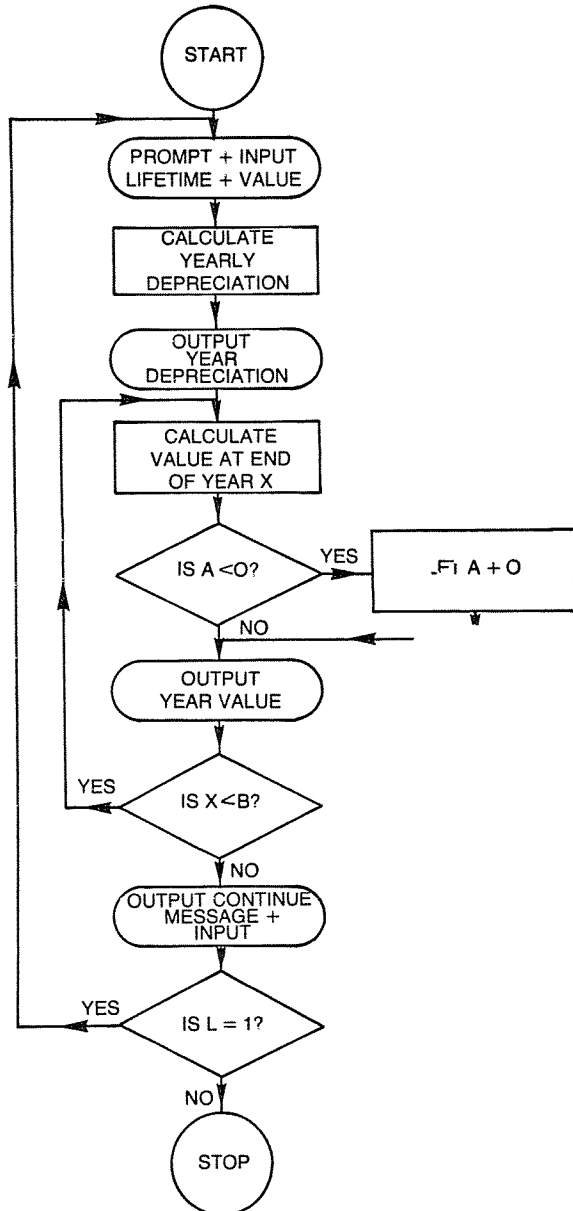 START
PROMPT + INPUT
LIFETIME + VALUE
CALCULATE
YEARLY
DEPRECIATION
OUTPUT
YEAR
DEPRECIATION
CALCULATE
VALUE AT END
OF YEAR X
IS A <O?
YES
A + O
NO
OUTPUT
YEAR VALUE
YES
IS X<B?
NO
OUTPUT CONTINUE
MESSAGE +
INPUT
YES
IS L = 1?
NO
STOP